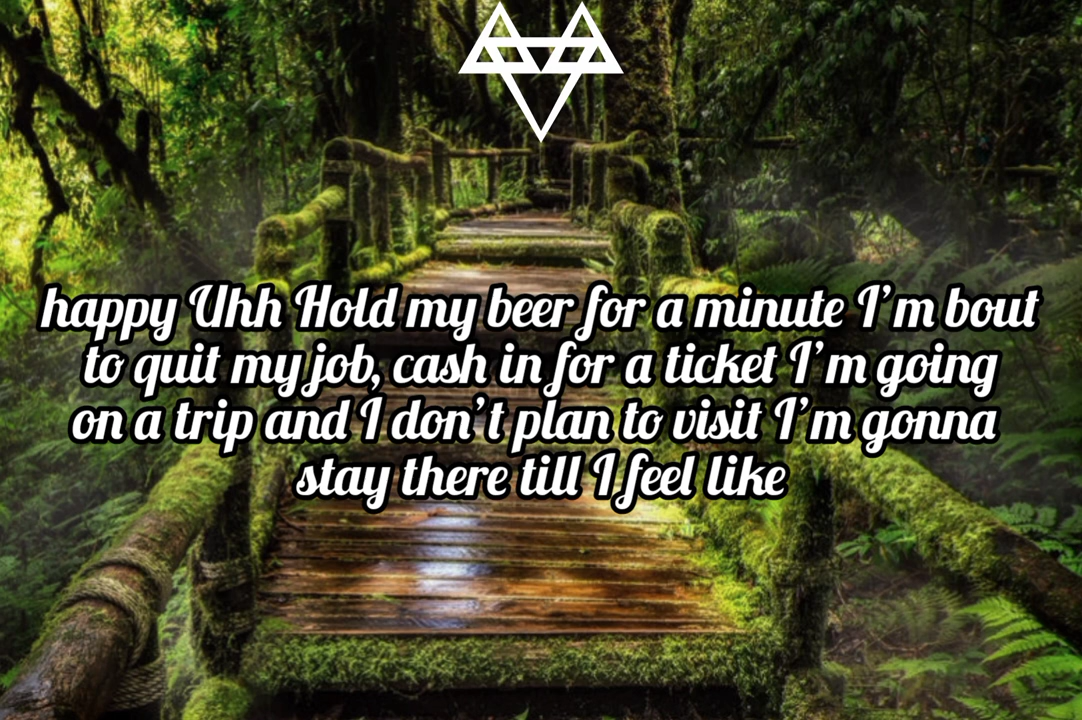 happy Uhh Hold my beer for a minute I'm bout
to quit my job, cash in for a ticket I'm going
on a trip and I don't plan to visit I'm gonna
stay there till I feel like